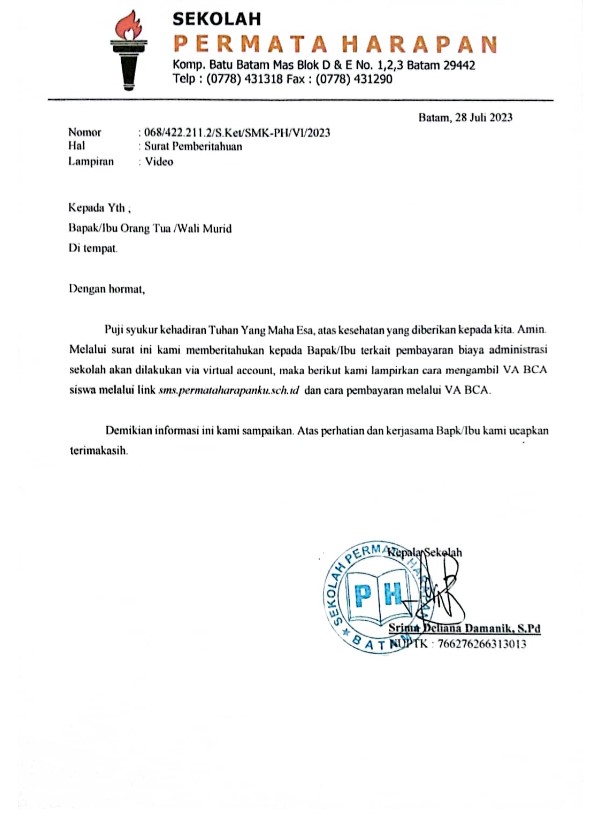 SEKOLAH
PERMATA HARAPAN
Komp. Batu Batam Mas Blok D & E No. 1,2,3 Batam 29442
Telp : (0778) 431318 Fax : (0778) 431290
Batam, 28 Juli 2023
Nomor : 068/422.211.2/S.Ket/SMK-PH/VI/2023
Hal : Surat Pemberitahuan
Lampiran : Video
Kepada Yth ;
Bapak/Ibu Orang Tua /Wali Murid
Di tempat.
Dengan hormat,
Puji syukur kehadiran Tuhan Yang Maha Esa, atas kesehatan yang diberikan kepada kita. Amin.
Melalui surat ini kami memberitahukan kepada Bapak/Ibu terkait pembayaran biaya administrasi
sekolah akan dilakukan via virtual account, maka berikut kami lampirkan cara mengambil VA BCA
siswa melalui link sms.permataharapanku.sch.id dan cara pembayaran melalui VA BCA.
Demikian informasi ini kami sampaikan. Atas perhatian dan kerjasama Bapk/Ibu kami ucapkan
terimakasih.
Kepala Sekolah
SEKOLAH PERMATA HARAPAN
PH
BATAM
Srima Deliana Damanik, S.Pd
NUPTK : 766276266313013